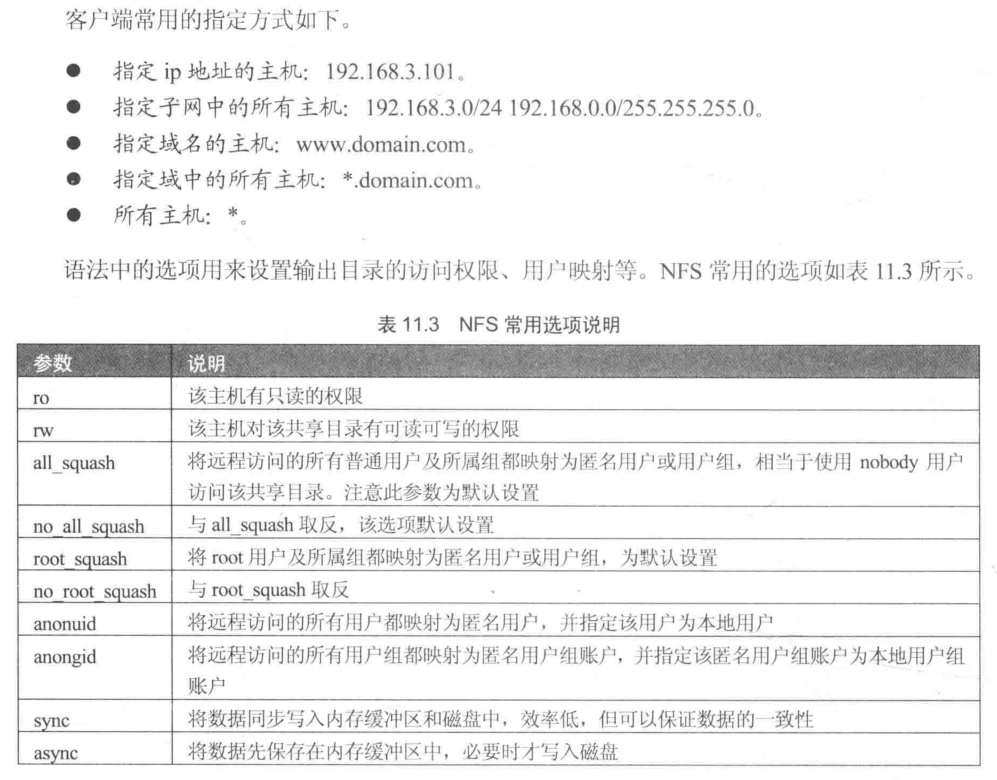 客户端常用的指定方式如下。
● 指定 ip 地址的主机：192.168.3.101。
● 指定子网中的所有主机：192.168.3.0/24 192.168.0.0/255.255.255.0。
● 指定域名的主机：www.domain.com。
● 指定域中的所有主机：*.domain.com。
● 所有主机：*。
语法中的选项用来设置输出目录的访问权限、用户映射等。NFS 常用的选项如表 11.3 所示。
表 11.3 NFS 常用选项说明
参数 说明
ro 该主机有只读的权限
rw 该主机对该共享目录有可读可写的权限
all_squash 将远程访问的所有普通用户及所属组都映射为匿名用户或用户组，相当于使用 nobody 用户
访问该共享目录。注意此参数为默认设置
no_all_squash 与 all_squash 取反，该选项默认设置
root_squash 将 root 用户及所属组都映射为匿名用户或用户组，为默认设置
no_root_squash 与 root_squash 取反
anonuid 将远程访问的所有用户都映射为匿名用户，并指定该用户为本地用户
anongid 将远程访问的所有用户组都映射为匿名用户组账户，并指定该匿名用户组账户为本地用户组
账户
sync 将数据同步写入内存缓冲区和磁盘中，效率低，但可以保证数据的一致性
async 将数据先保存在内存缓冲区中，必要时才写入磁盘